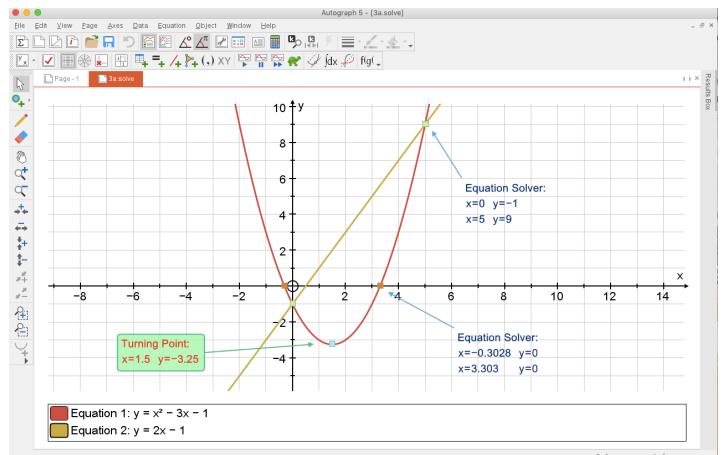 Autograph 5 - [3a.solve]
File Edit View Page Axes Data Equation Object Window Help
XY ∫dx f(g)
Page - 1 3a.solve
Results Box
10 y
8
6
4
2
-2
-4
-8 -6 -4 -2 2 4 6 8 10 12 14 x
Equation Solver:
x=0 y=−1
x=5 y=9
Turning Point:
x=1.5 y=−3.25
Equation Solver:
x=−0.3028 y=0
x=3.303 y=0
Equation 1: y = x² − 3x − 1
Equation 2: y = 2x − 1